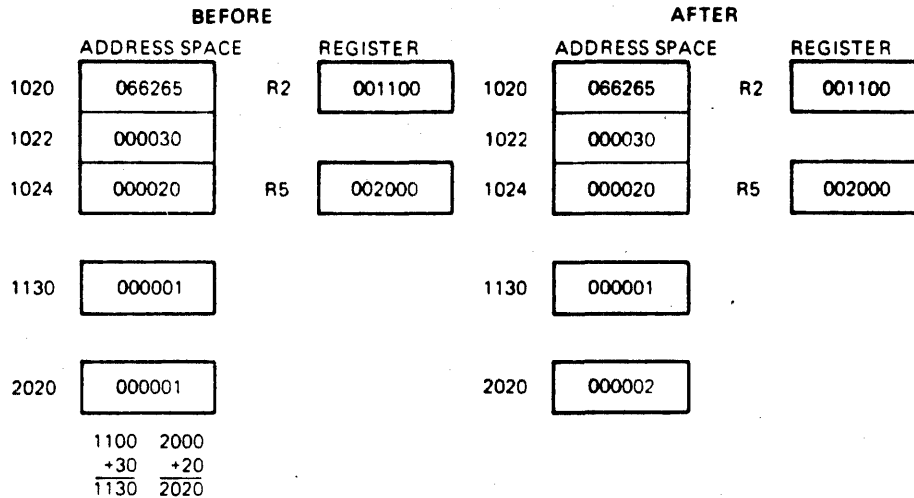 BEFORE AFTER
ADDRESS SPACE REGISTER ADDRESS SPACE REGISTER
1020 066265 R2 001100 1020 066265 R2 001100
1022 000030 1022 000030
1024 000020 R5 002000 1024 000020 R5 002000
1130 000001 1130 000001
2020 000001 2020 000002
1100 2000
+30 +20
1130 2020